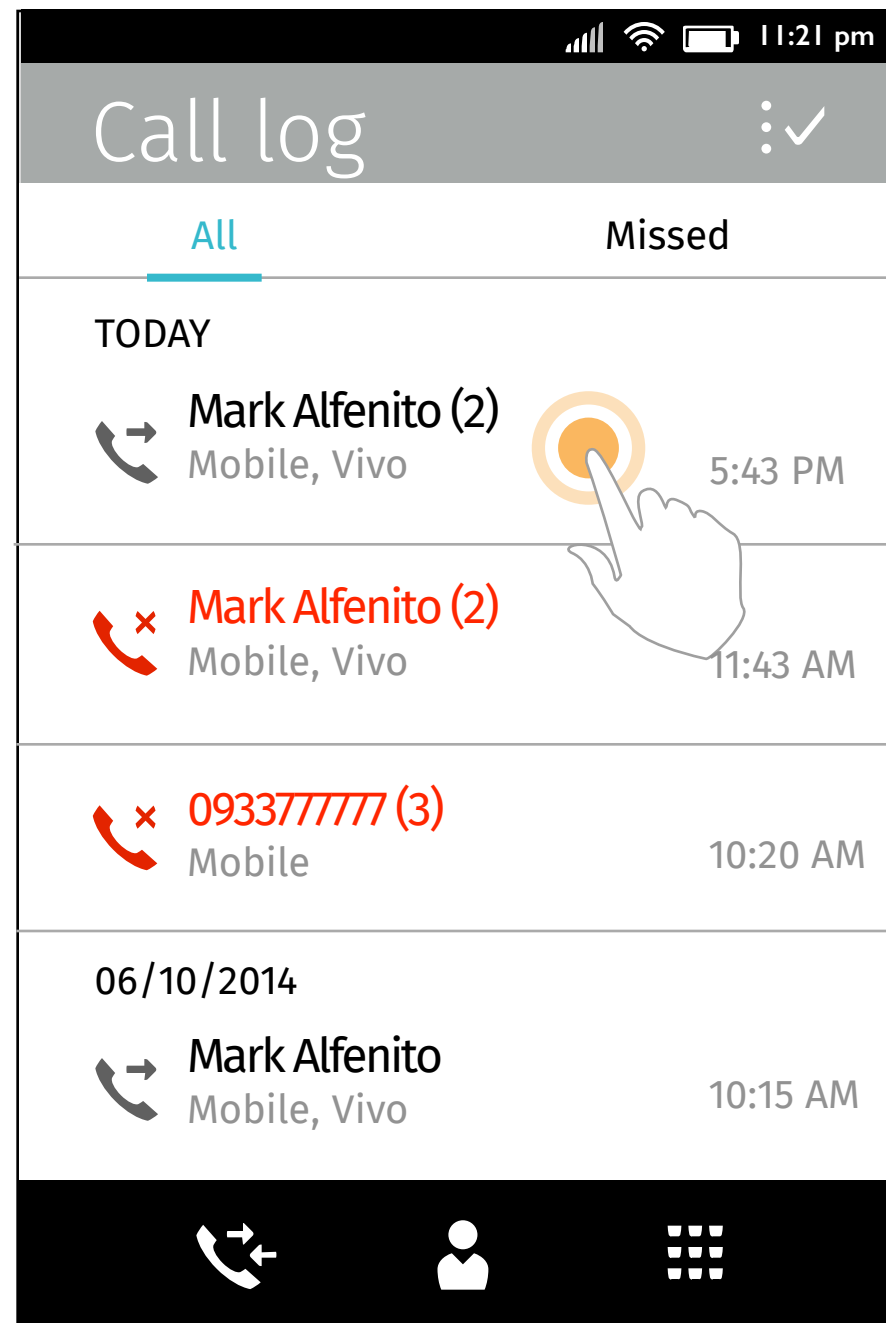 11:21 pm
Call log
All Missed
TODAY
Mark Alfenito (2)
Mobile, Vivo 5:43 PM
Mark Alfenito (2)
Mobile, Vivo 11:43 AM
0933777777 (3)
Mobile 10:20 AM
06/10/2014
Mark Alfenito
Mobile, Vivo 10:15 AM